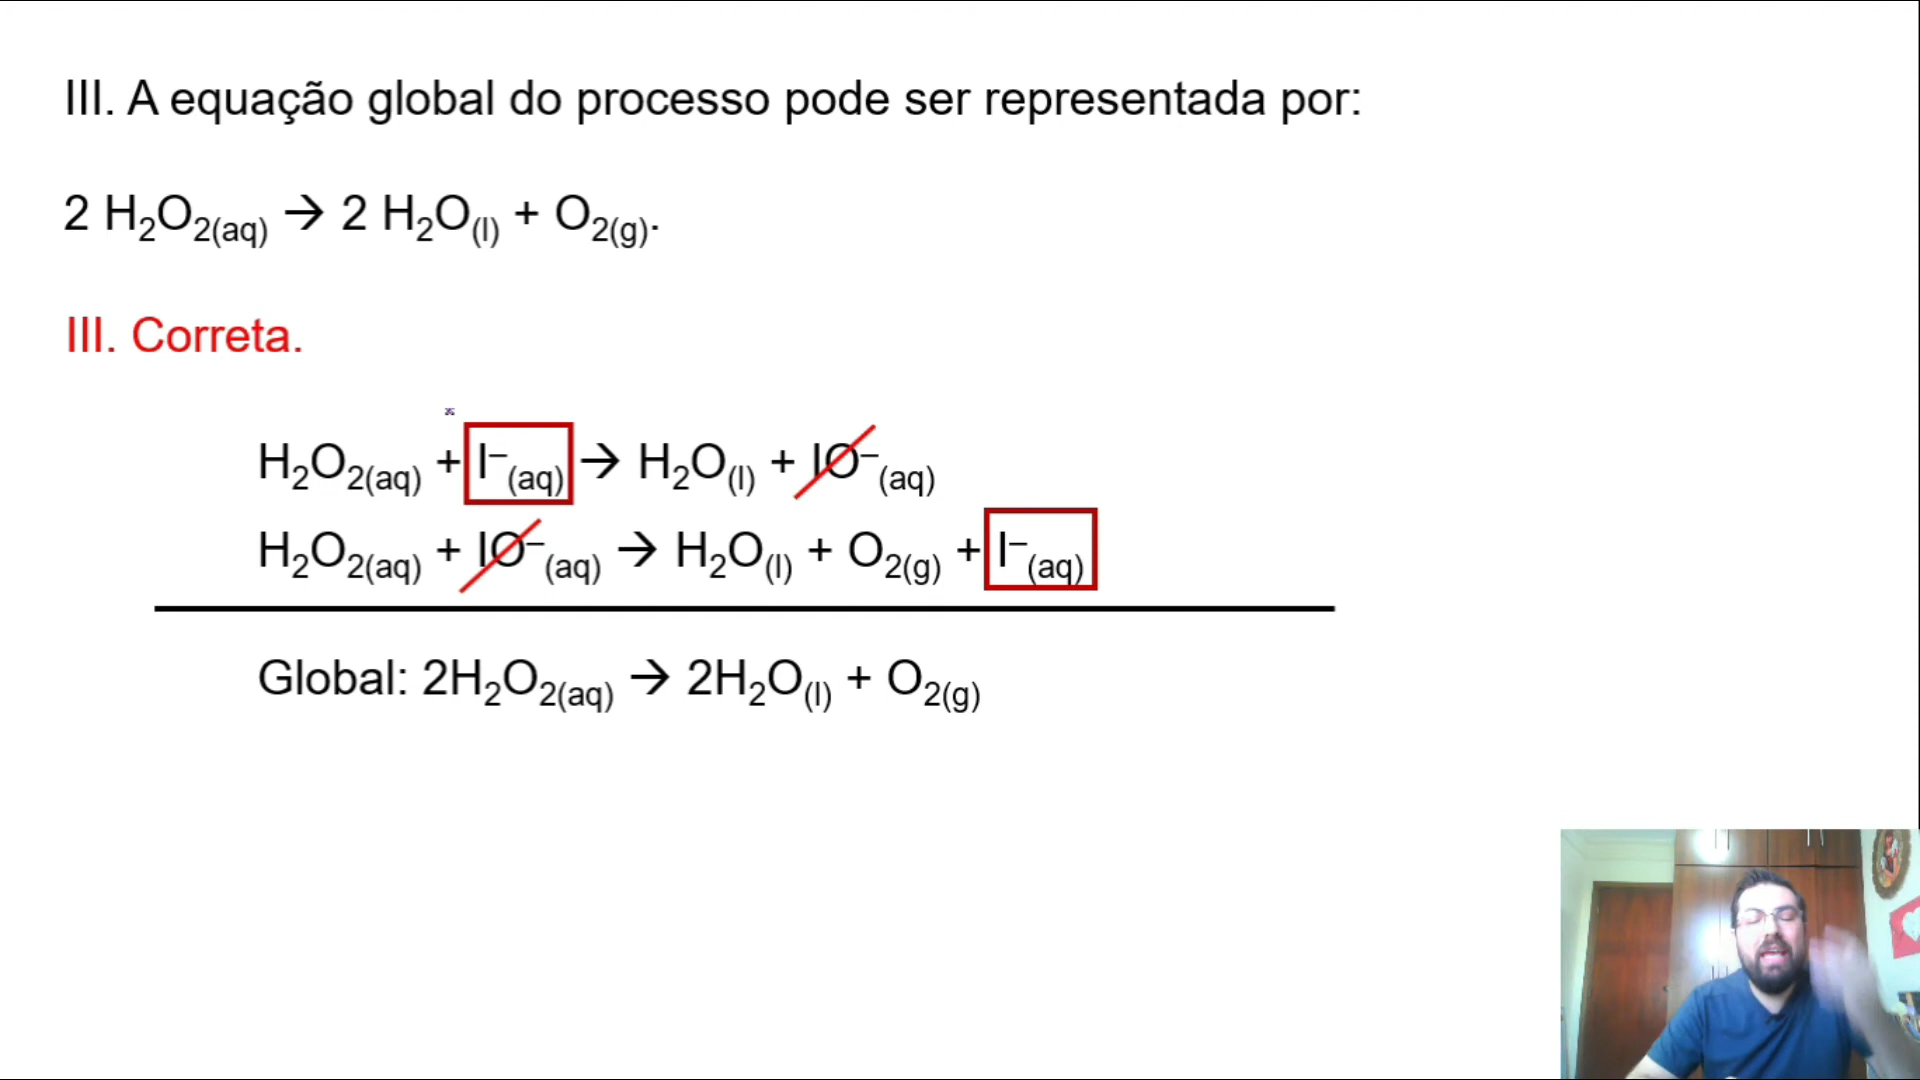 III. A equação global do processo pode ser representada por:
2 H₂O₂(aq) → 2 H₂O(l) + O₂(g).
III. Correta.
H₂O₂(aq) + I⁻(aq) → H₂O(l) + IO⁻(aq)
H₂O₂(aq) + IO⁻(aq) → H₂O(l) + O₂(g) + I⁻(aq)
Global: 2H₂O₂(aq) → 2H₂O(l) + O₂(g)